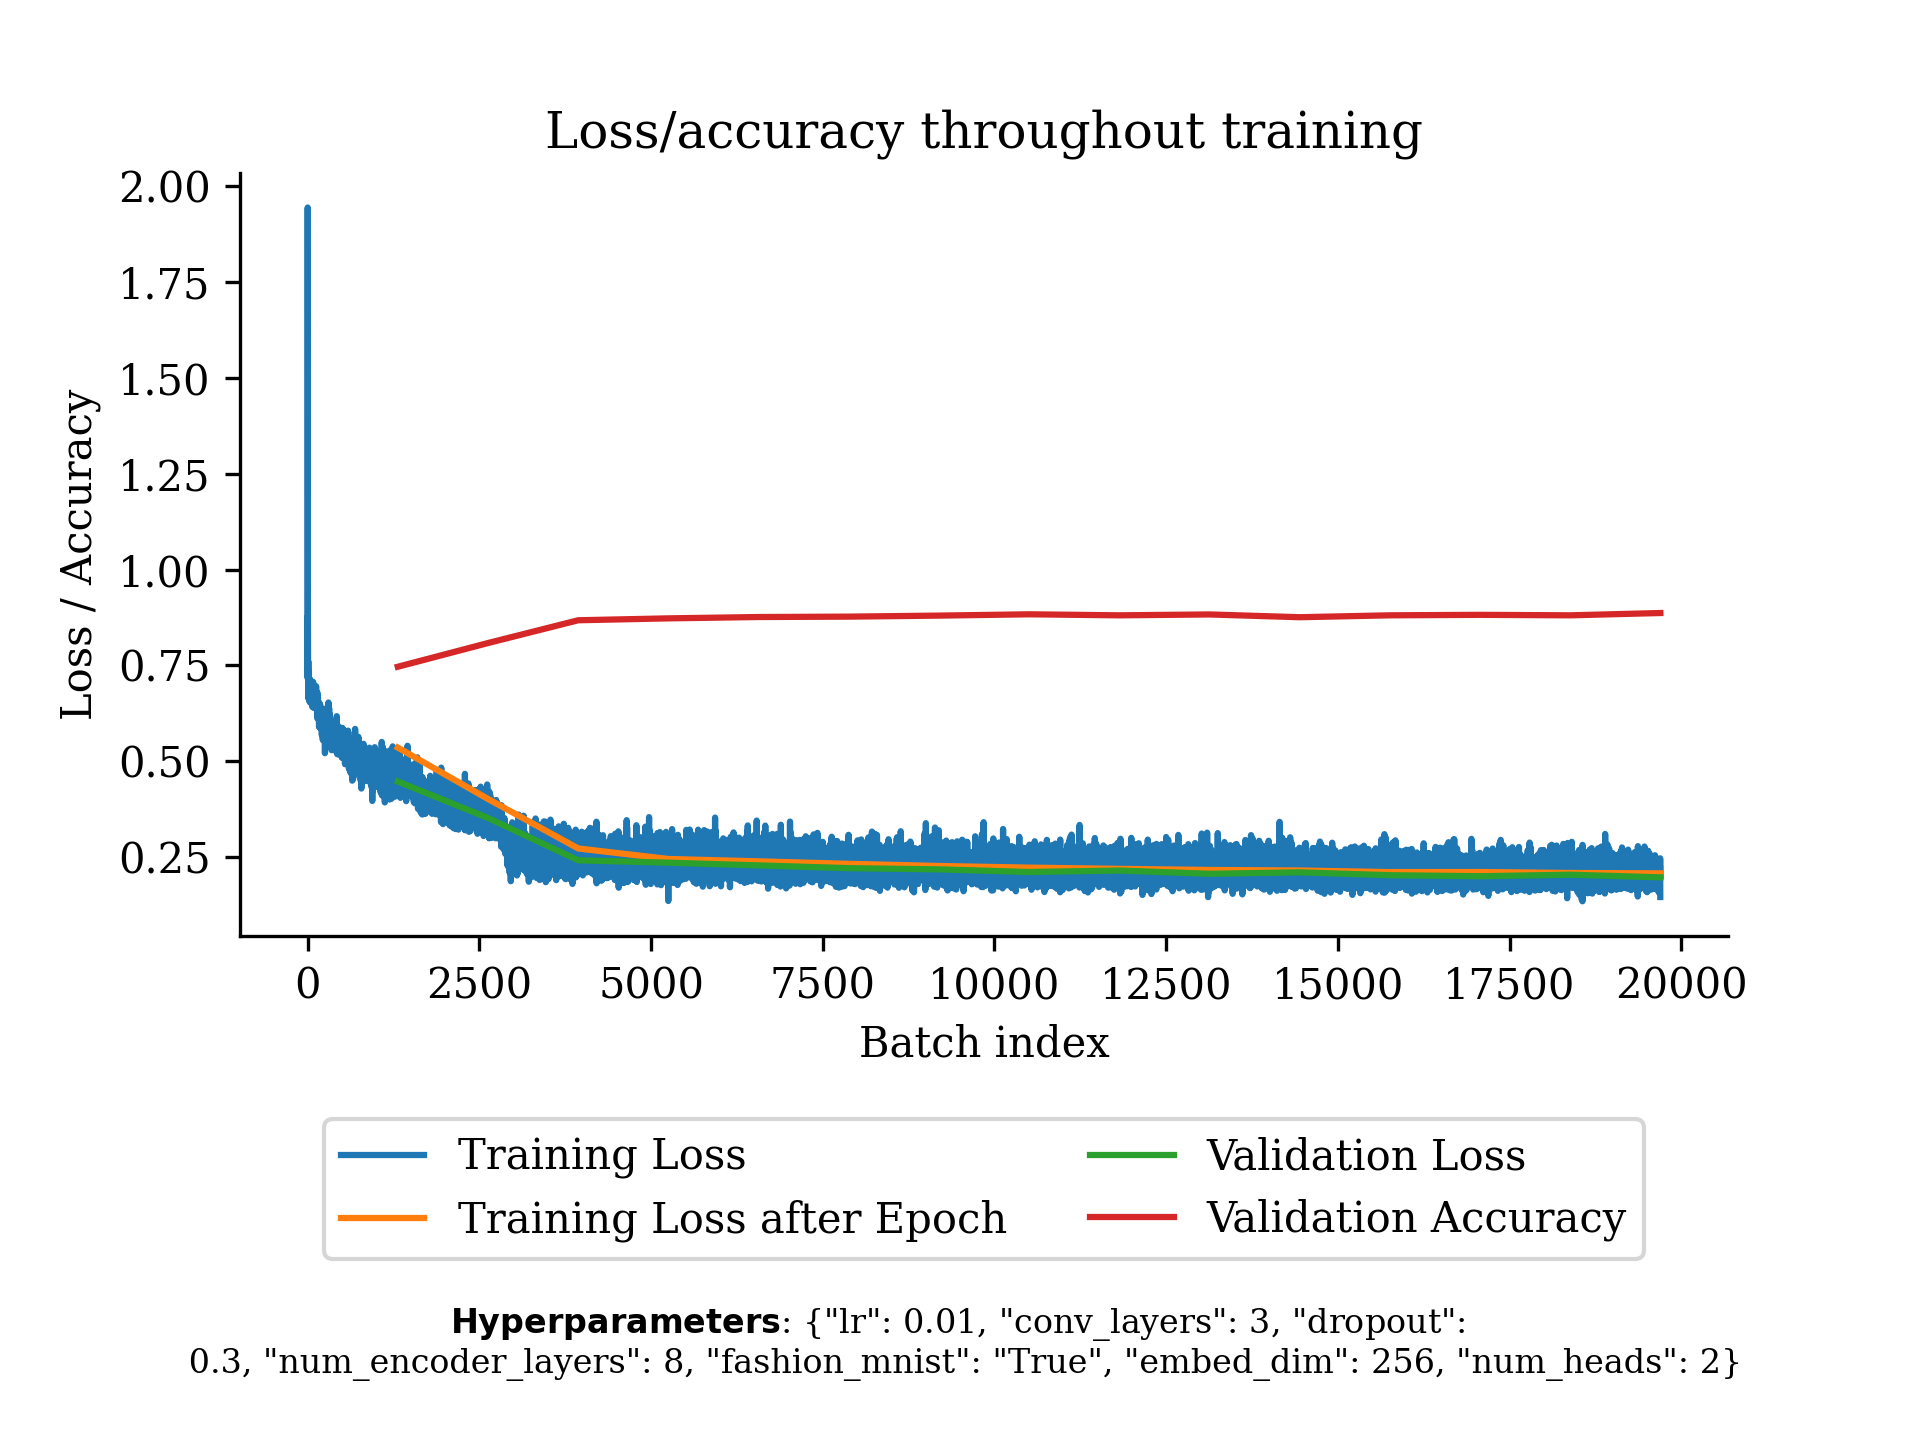 Loss/accuracy throughout training
2.00
1.75
1.50
1.25
1.00
0.75
0.50
0.25
Loss / Accuracy
0 2500 5000 7500 10000 12500 15000 17500 20000
Batch index
Training Loss
Training Loss after Epoch
Validation Loss
Validation Accuracy
Hyperparameters: {"lr": 0.01, "conv_layers": 3, "dropout":
0.3, "num_encoder_layers": 8, "fashion_mnist": "True", "embed_dim": 256, "num_heads": 2}